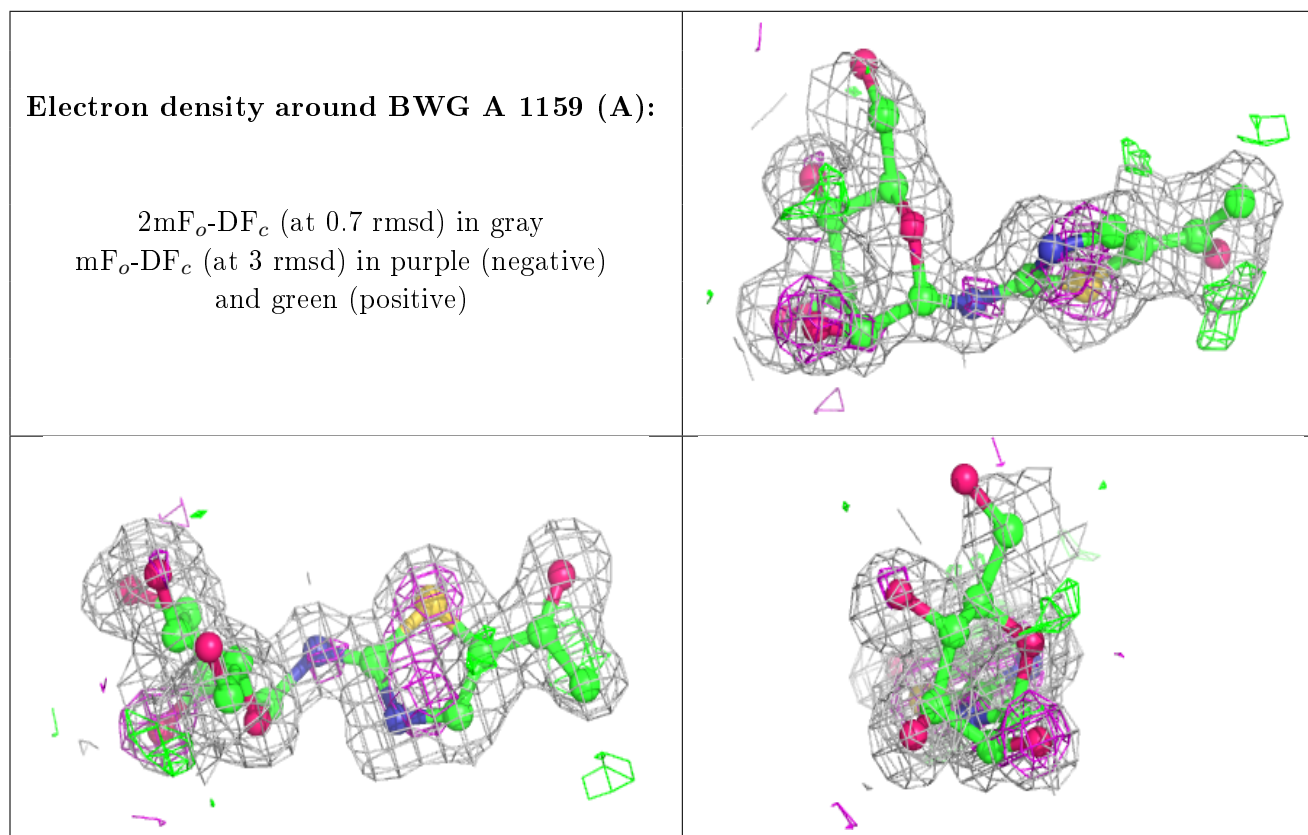 Electron density around BWG A 1159 (A):
2mFₒ-DF𝒸 (at 0.7 rmsd) in gray
mFₒ-DF𝒸 (at 3 rmsd) in purple (negative)
and green (positive)